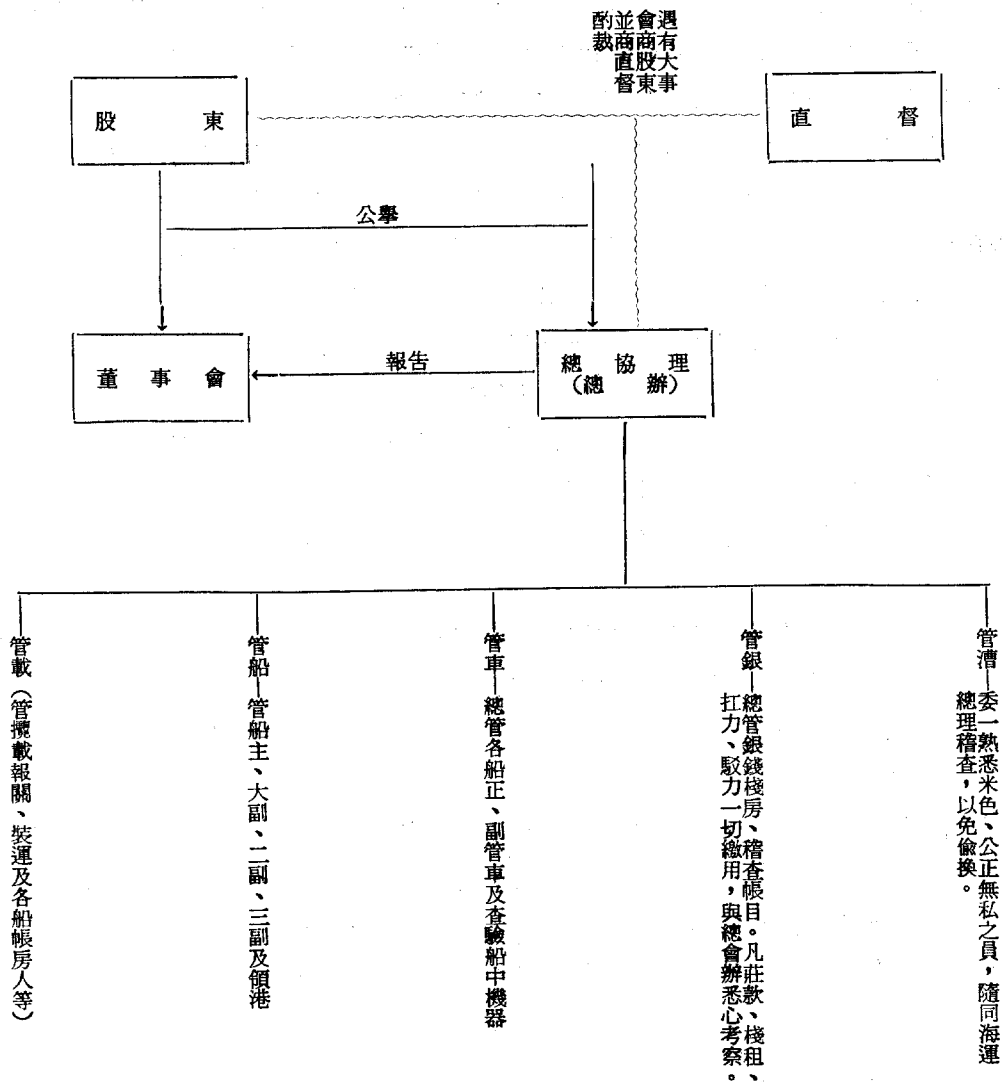 遇有大事
會商股東
並商直督
酌裁
股東
直督
公舉
董事會
報告
總協理
（總辦）
管漕—委一熟悉米色、公正無私之員，隨同海運
總理稽查，以免偷換。
管銀—總管銀錢棧房、稽查帳目。凡莊款、棧租、
扛力、駁力一切繳用，與總會辦悉心考察。
管車—總管各船正、副管車及查驗船中機器
管船—管船主、大副、二副、三副及領港
管載（管攬載報關、裝運及各船帳房人等）